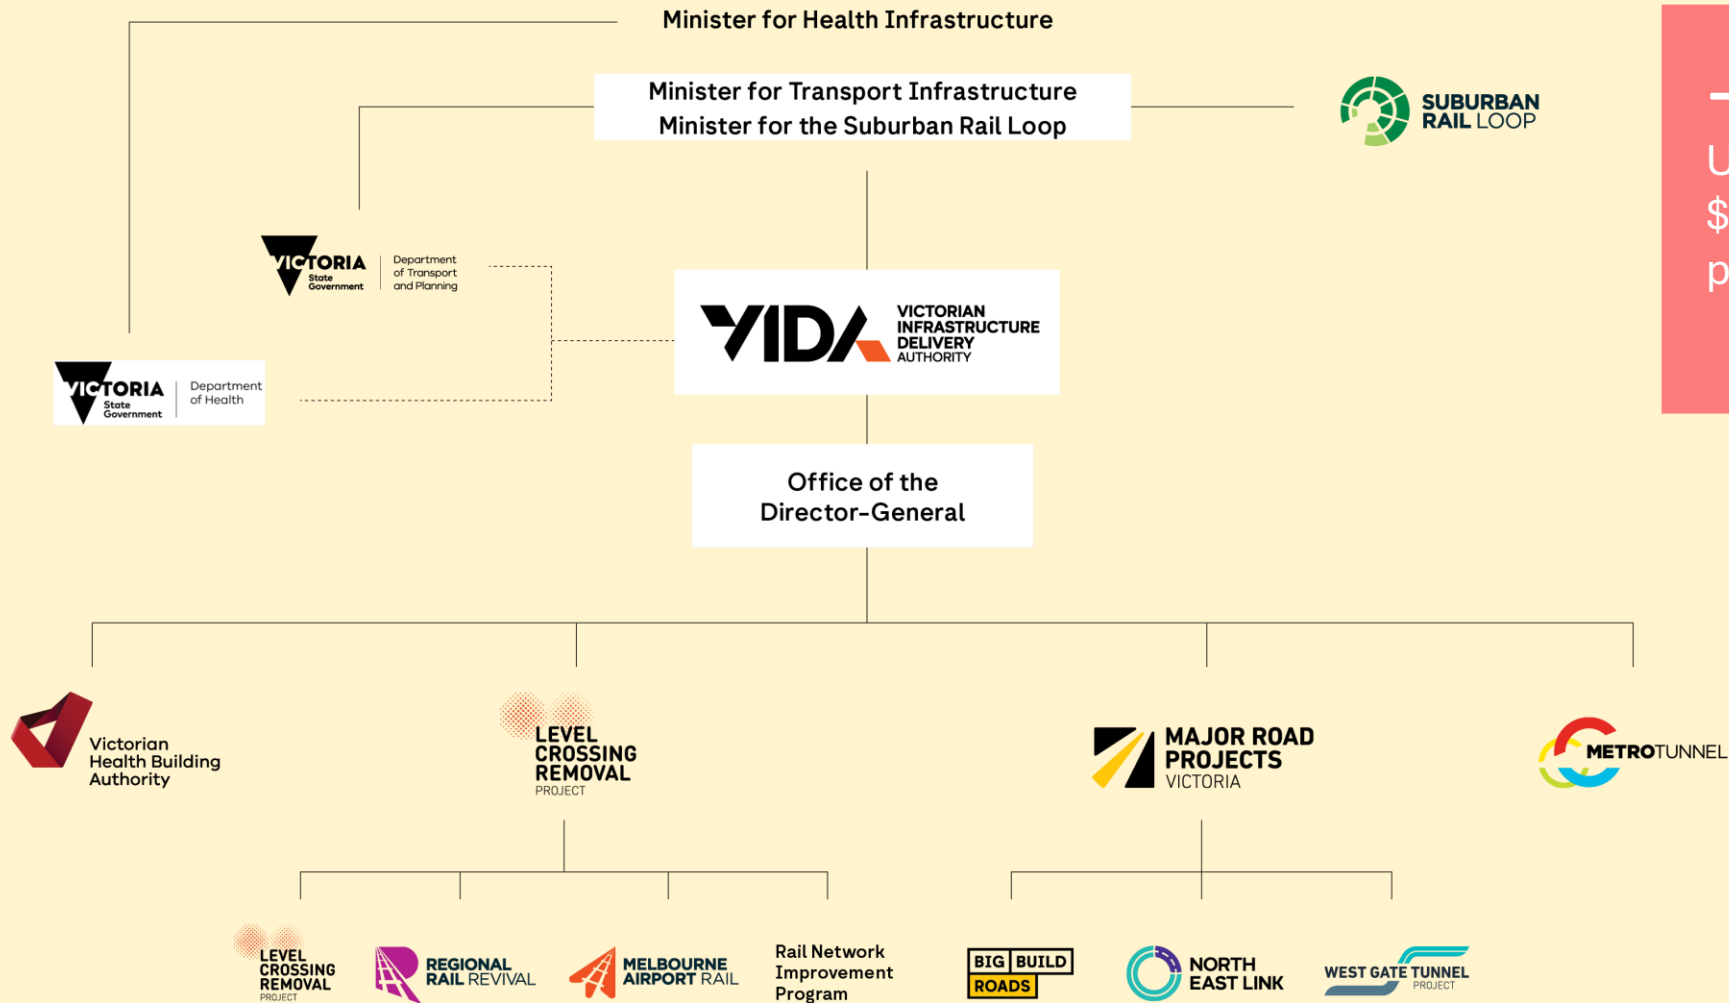 Minister for Health Infrastructure
Minister for Transport Infrastructure
Minister for the Suburban Rail Loop
SUBURBAN
RAIL LOOP
U
$
p
VICTORIA
State
Government
Department
of Transport
and Planning
VIDA
VICTORIAN
INFRASTRUCTURE
DELIVERY
AUTHORITY
VICTORIA
State
Government
Department
of Health
Office of the
Director-General
Victorian
Health Building
Authority
LEVEL
CROSSING
REMOVAL
PROJECT
MAJOR ROAD
PROJECTS
VICTORIA
METROTUNNEL
LEVEL
CROSSING
REMOVAL
PROJECT
REGIONAL
RAIL REVIVAL
MELBOURNE
AIRPORT RAIL
Rail Network
Improvement
Program
BIG BUILD
ROADS
NORTH
EAST LINK
WEST GATE TUNNEL
PROJECT